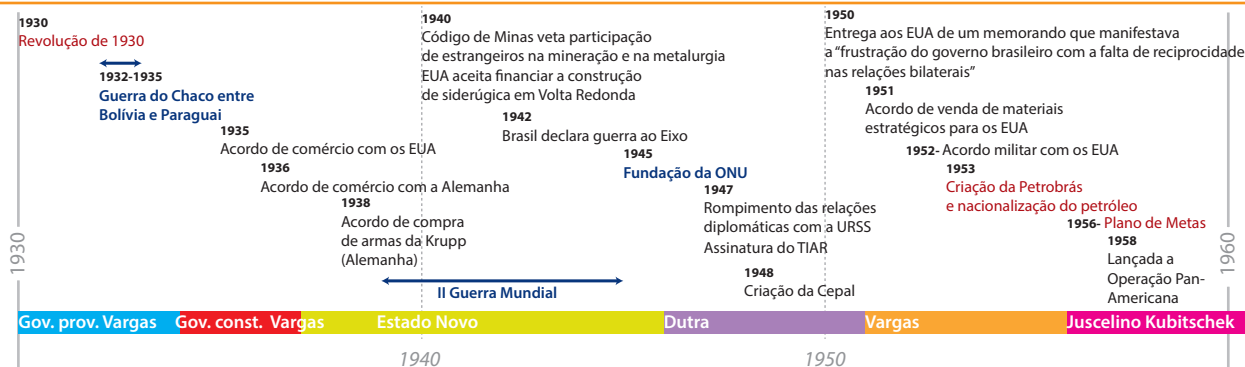 1930
Revolução de 1930
1932-1935
Guerra do Chaco entre
Bolívia e Paraguai
1935
Acordo de comércio com os EUA
1936
Acordo de comércio com a Alemanha
1938
Acordo de compra
de armas da Krupp
(Alemanha)
II Guerra Mundial
1940
Código de Minas veta participação
de estrangeiros na mineração e na metalurgia
EUA aceita financiar a construção
de siderúgica em Volta Redonda
1942
Brasil declara guerra ao Eixo
1945
Fundação da ONU
1947
Rompimento das relações
diplomáticas com a URSS
Assinatura do TIAR
1948
Criação da Cepal
1950
Entrega aos EUA de um memorando que manifestava
a “frustração do governo brasileiro com a falta de reciprocidade
nas relações bilaterais”
1951
Acordo de venda de materiais
estratégicos para os EUA
1952- Acordo militar com os EUA
1953
Criação da Petrobrás
e nacionalização do petróleo
1956- Plano de Metas
1958
Lançada a
Operação Pan-
Americana
1930
1960
Gov. prov. Vargas
Gov. const. Vargas
Estado Novo
Dutra
Vargas
Juscelino Kubitschek
1940
1950